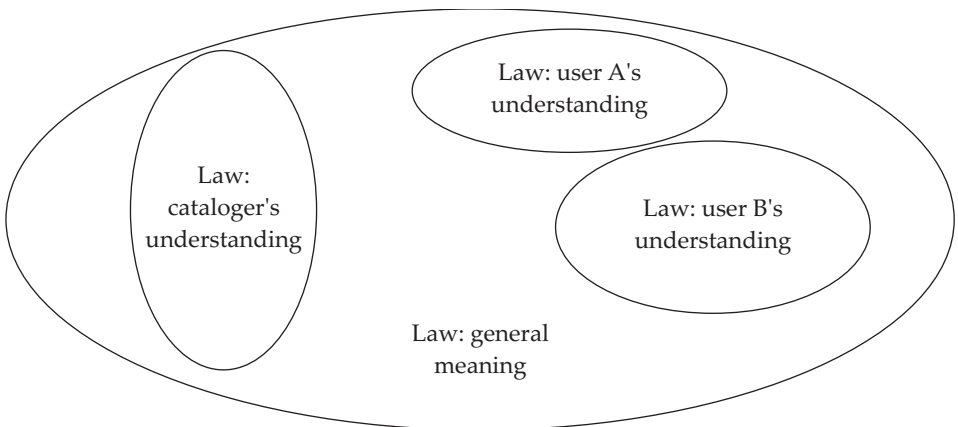 Law: user A's
understanding
Law:
cataloger's
understanding
Law: user B's
understanding
Law: general
meaning